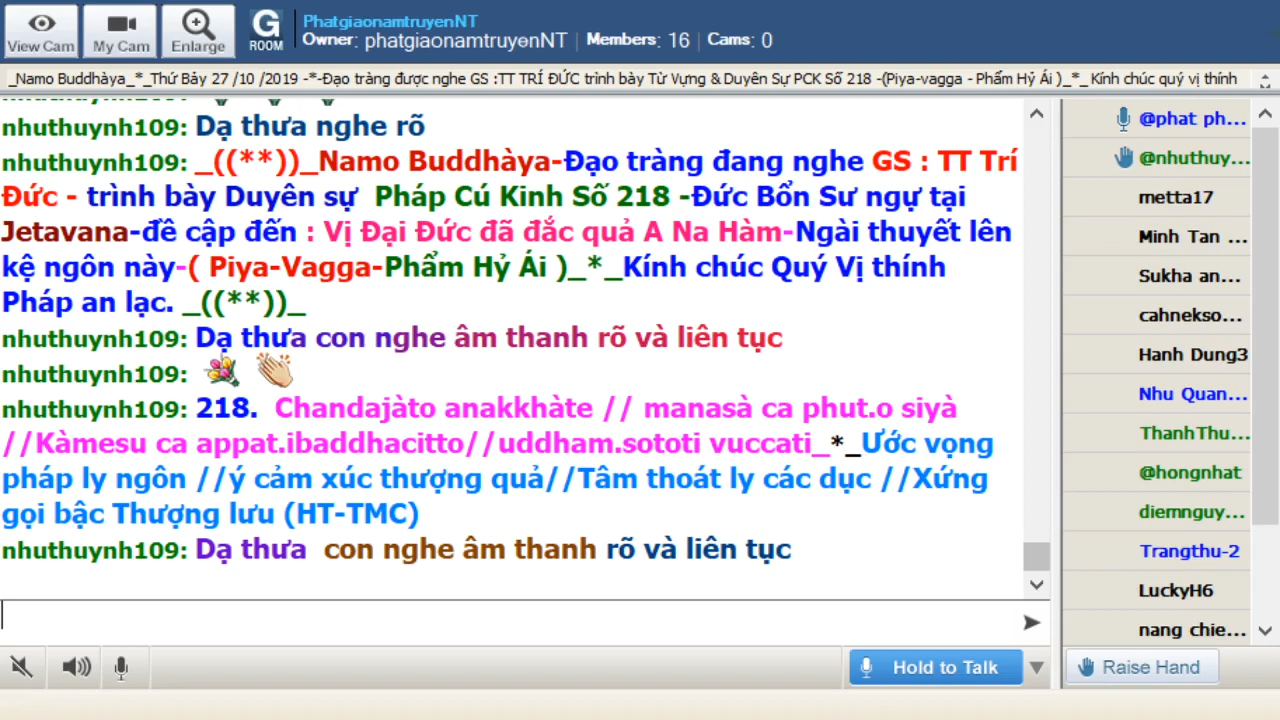 View Cam
My Cam
Enlarge
G
ROOM
PhatgiaonamtruyenNT
Owner: phatgiaonamtruyenNT | Members: 16 | Cams: 0
_Namo Buddhàya_*_Thứ Bảy 27 /10 /2019 -*-Đạo tràng được nghe GS :TT TRÍ ĐỨC trình bày Từ Vựng & Duyên Sự PCK Số 218 -(Piya-vagga - Phẩm Hỷ Ái )_*_Kính chúc quý vị thính
nhuthuynh109: Dạ thưa nghe rõ
nhuthuynh109: _((**))_Namo Buddhàya-Đạo tràng đang nghe GS : TT Trí
Đức - trình bày Duyên sự  Pháp Cú Kinh Số 218 -Đức Bổn Sư ngự tại
Jetavana-đề cập đến : Vị Đại Đức đã đắc quả A Na Hàm-Ngài thuyết lên
kệ ngôn này-( Piya-Vagga-Phẩm Hỷ Ái )_*_Kính chúc Quý Vị thính
Pháp an lạc. _((**))_
nhuthuynh109: Dạ thưa con nghe âm thanh rõ và liên tục
nhuthuynh109:
nhuthuynh109: 218.  Chandajàto anakkhàte // manasà ca phut.o siyà
//Kàmesu ca appat.ibaddhacitto//uddham.sototi vuccati_*_Ước vọng
pháp ly ngôn //ý cảm xúc thượng quả//Tâm thoát ly các dục //Xứng
gọi bậc Thượng lưu (HT-TMC)
nhuthuynh109: Dạ thưa  con nghe âm thanh rõ và liên tục
@phat ph...
@nhuthuy...
metta17
Minh Tan ...
Sukha an...
cahnekso...
Hanh Dung3
Nhu Quan...
ThanhThu...
@hongnhat
diemnguy...
Trangthu-2
LuckyH6
nang chie...
Hold to Talk
Raise Hand